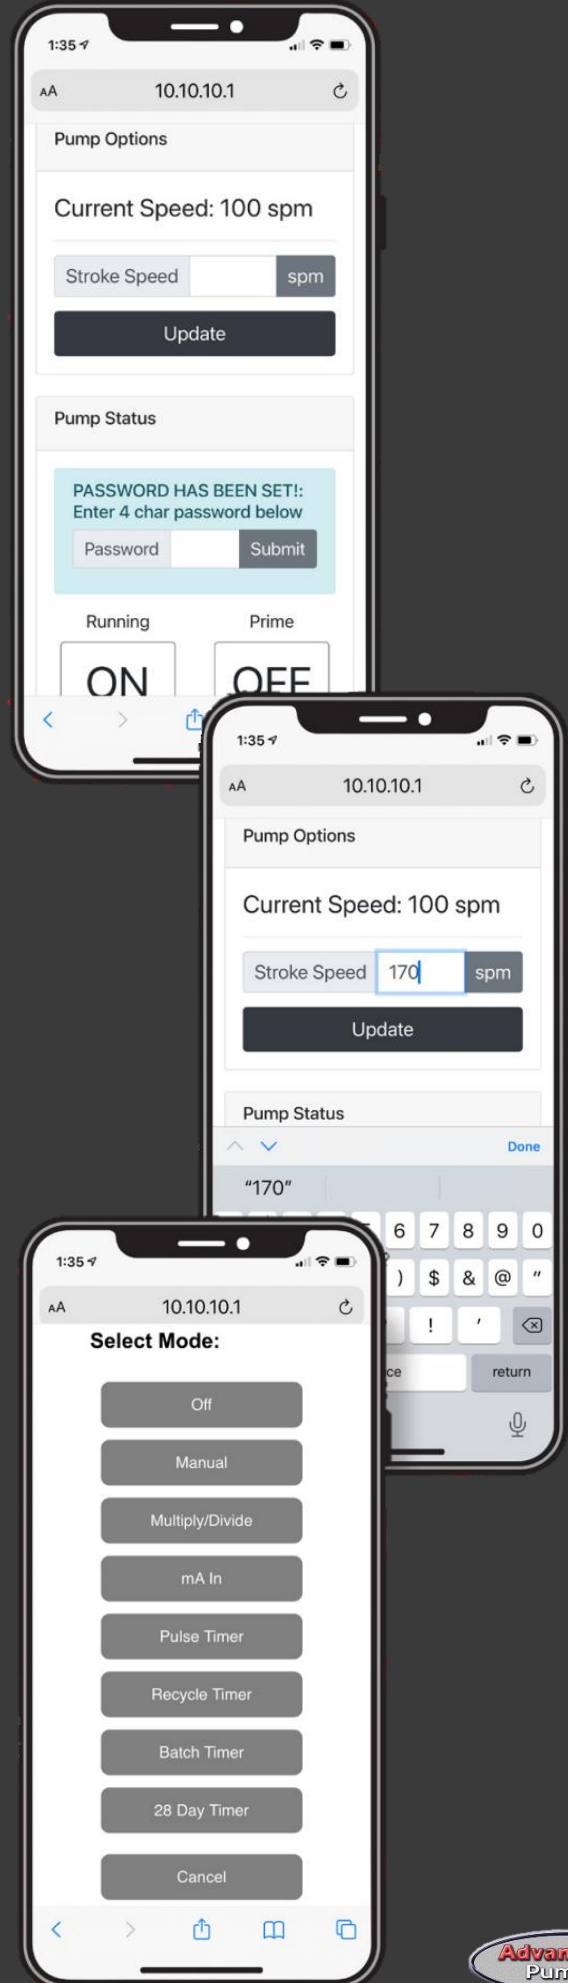 1:35
AA 10.10.10.1
Pump Options
Current Speed: 100 spm
Stroke Speed spm
Update
Pump Status
PASSWORD HAS BEEN SET!:
Enter 4 char password below
Password Submit
Running Prime
ON OFF
1:35
AA 10.10.10.1
Pump Options
Current Speed: 100 spm
Stroke Speed 170 spm
Update
Pump Status
Done
“170”
6 7 8 9 0
) $ & @ "
! '
return
1:35
AA 10.10.10.1
Select Mode:
Off
Manual
Multiply/Divide
mA In
Pulse Timer
Recycle Timer
Batch Timer
28 Day Timer
Cancel